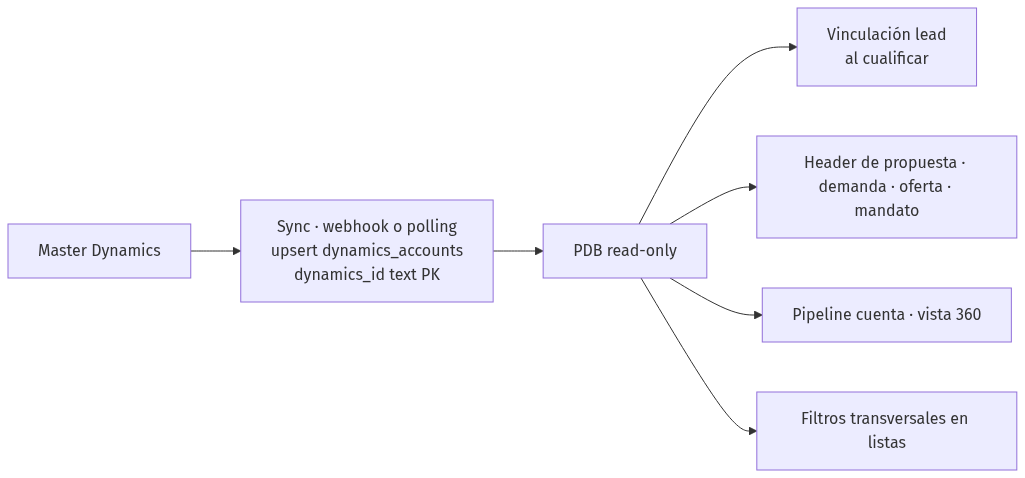 Master Dynamics
Sync · webhook o polling
upsert dynamics_accounts
dynamics_id text PK
PDB read-only
Vinculación lead
al cualificar
Header de propuesta ·
demanda · oferta ·
mandato
Pipeline cuenta · vista 360
Filtros transversales en
listas